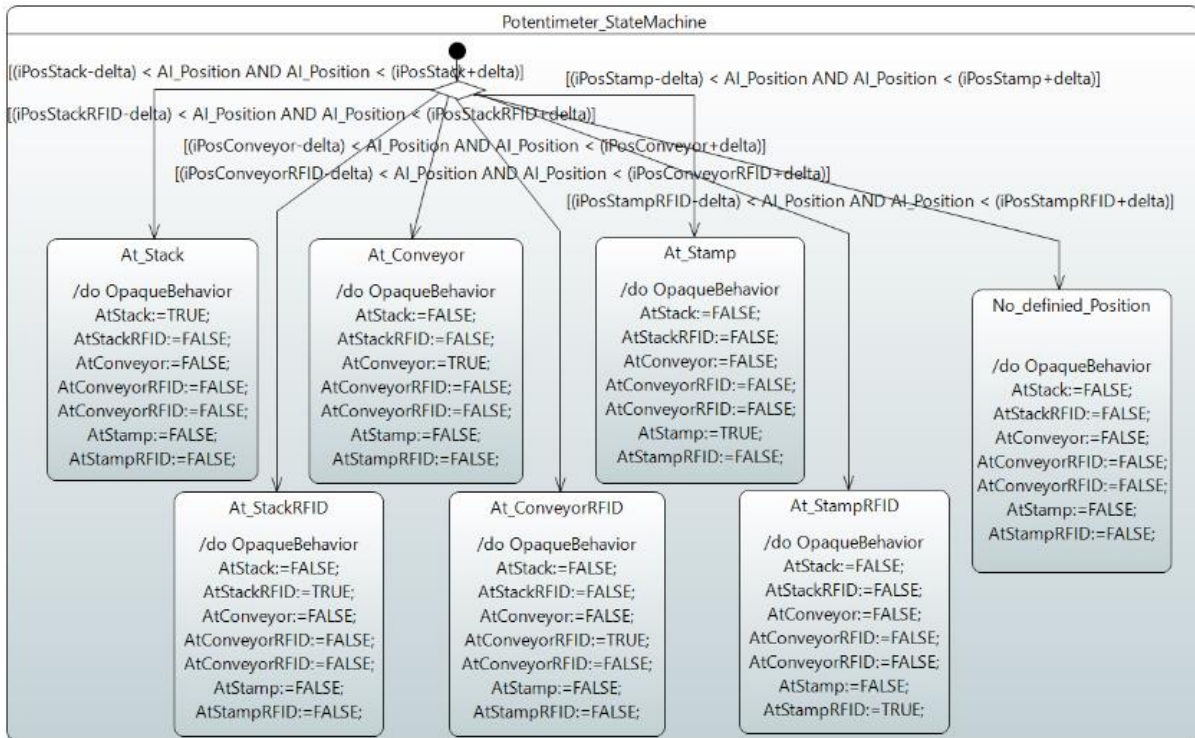 Potentimeter_StateMachine
[(iPosStack-delta) < AI_Position AND AI_Position < (iPosStack+delta)]
[(iPosStamp-delta) < AI_Position AND AI_Position < (iPosStamp+delta)]
[(iPosStackRFID-delta) < AI_Position AND AI_Position < (iPosStackRFID+delta)]
[(iPosConveyor-delta) < AI_Position AND AI_Position < (iPosConveyor+delta)]
[(iPosConveyorRFID-delta) < AI_Position AND AI_Position < (iPosConveyorRFID+delta)]
[(iPosStampRFID-delta) < AI_Position AND AI_Position < (iPosStampRFID+delta)]
At_Stack
/do OpaqueBehavior
AtStack:=TRUE;
AtStackRFID:=FALSE;
AtConveyor:=FALSE;
AtConveyorRFID:=FALSE;
AtConveyorRFID:=FALSE;
AtStamp:=FALSE;
AtStampRFID:=FALSE;
At_Conveyor
/do OpaqueBehavior
AtStack:=FALSE;
AtStackRFID:=FALSE;
AtConveyor:=TRUE;
AtConveyorRFID:=FALSE;
AtConveyorRFID:=FALSE;
AtStamp:=FALSE;
AtStampRFID:=FALSE;
At_Stamp
/do OpaqueBehavior
AtStack:=FALSE;
AtStackRFID:=FALSE;
AtConveyor:=FALSE;
AtConveyorRFID:=FALSE;
AtConveyorRFID:=FALSE;
AtStamp:=TRUE;
AtStampRFID:=FALSE;
No_definied_Position
/do OpaqueBehavior
AtStack:=FALSE;
AtStackRFID:=FALSE;
AtConveyor:=FALSE;
AtConveyorRFID:=FALSE;
AtConveyorRFID:=FALSE;
AtStamp:=FALSE;
AtStampRFID:=FALSE;
At_StackRFID
/do OpaqueBehavior
AtStack:=FALSE;
AtStackRFID:=TRUE;
AtConveyor:=FALSE;
AtConveyorRFID:=FALSE;
AtConveyorRFID:=FALSE;
AtStamp:=FALSE;
AtStampRFID:=FALSE;
At_ConveyorRFID
/do OpaqueBehavior
AtStack:=FALSE;
AtStackRFID:=FALSE;
AtConveyor:=FALSE;
AtConveyorRFID:=TRUE;
AtConveyorRFID:=FALSE;
AtStamp:=FALSE;
AtStampRFID:=FALSE;
At_StampRFID
/do OpaqueBehavior
AtStack:=FALSE;
AtStackRFID:=FALSE;
AtConveyor:=FALSE;
AtConveyorRFID:=FALSE;
AtConveyorRFID:=FALSE;
AtStamp:=FALSE;
AtStampRFID:=TRUE;